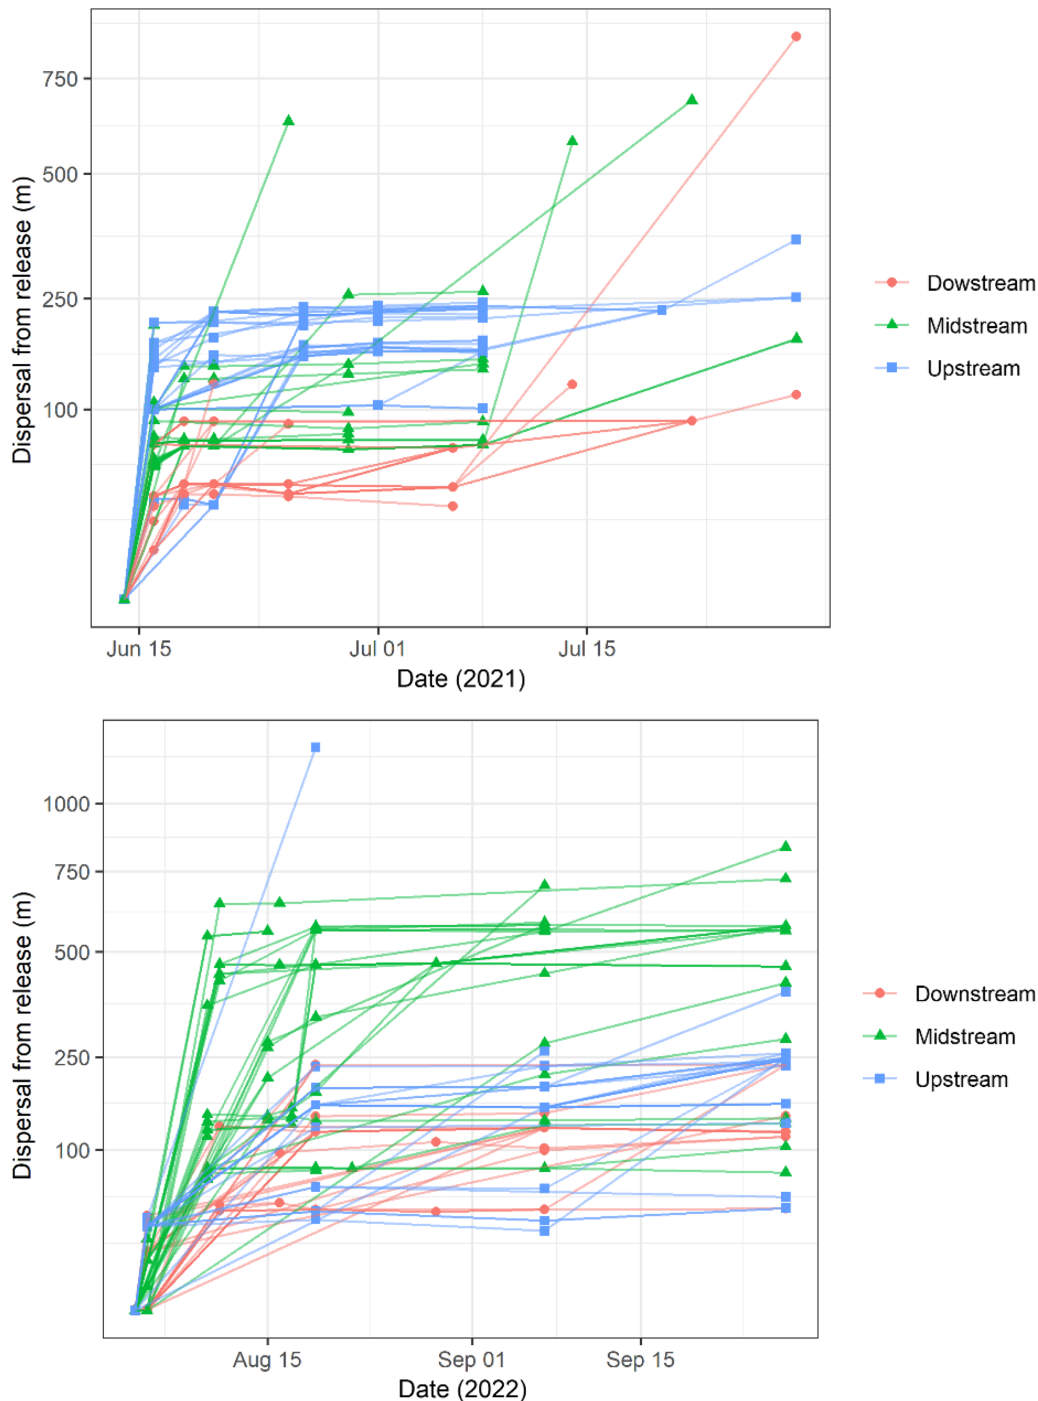 750
500
250
100
Dispersal from release (m)
Jun 15
Jul 01
Jul 15
Date (2021)
Dowstream
Midstream
Upstream
1000
750
500
250
100
Dispersal from release (m)
Aug 15
Sep 01
Sep 15
Date (2022)
Downstream
Midstream
Upstream